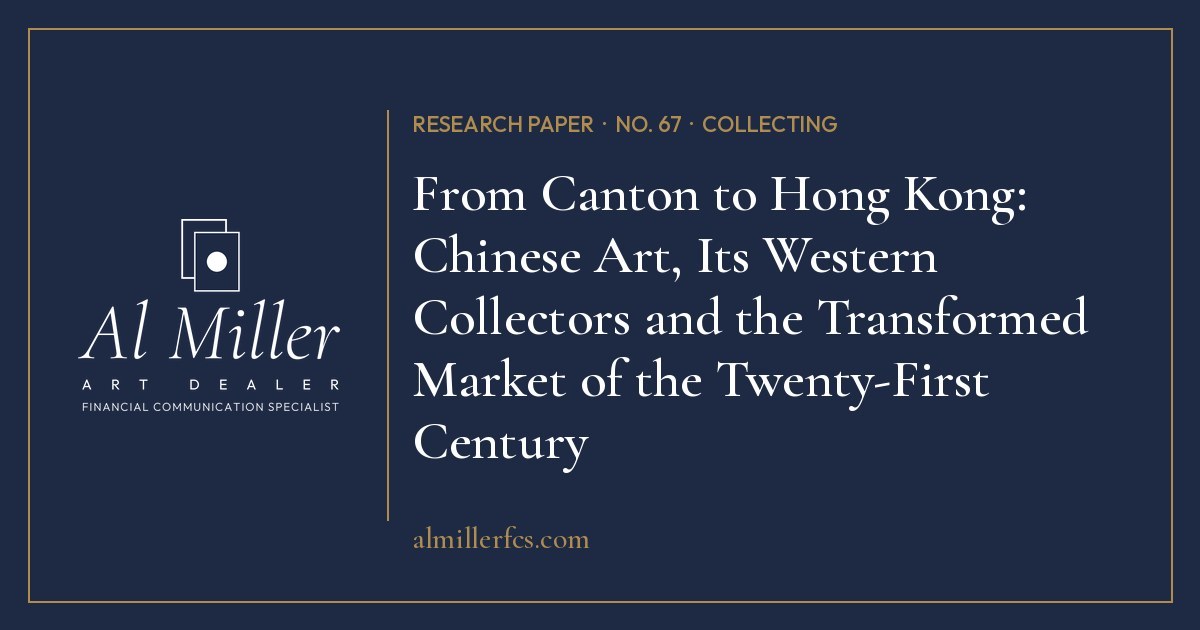 Al Miller
ART DEALER
FINANCIAL COMMUNICATION SPECIALIST
RESEARCH PAPER · NO. 67 · COLLECTING
From Canton to Hong Kong:
Chinese Art, Its Western
Collectors and the Transformed
Market of the Twenty-First
Century
almillerfcs.com